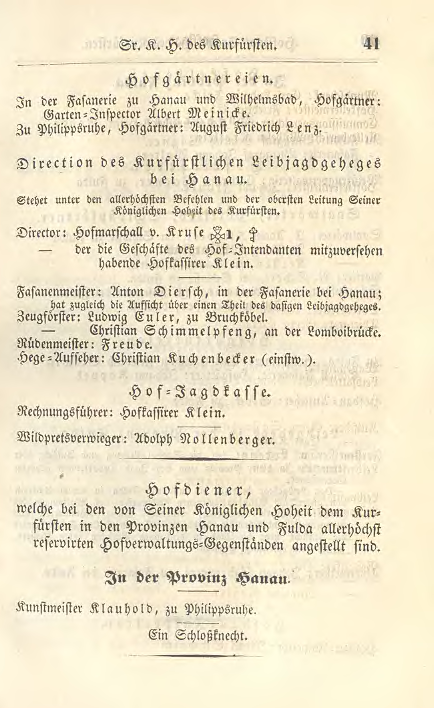 Sr. K. H. des Kurfürsten. 41
Hofgärtnereien.
In der Fasanerie zu Hanau und Wilhelmsbad, Hofgärtner:
Garten-Inspector Albert Meinicke.
Zu Philippsruhe, Hofgärtner: August Friedrich Lenz.
Direction des Kurfürstlichen Leibjagdgeheges
bei Hanau.
Stehet unter den allerhöchsten Befehlen und der obersten Leitung Seiner
Königlichen Hoheit des Kurfürsten.
Director: Hofmarschall v. Kruse 1,
— der die Geschäfte des Hof-Intendanten mitzuversehen
habende Hofkassirer Klein.
Fasanenmeister: Anton Diersch, in der Fasanerie bei Hanau;
hat zugleich die Aufsicht über einen Theil des dasigen Leibjagdgeheges.
Zeugförster: Ludwig Euler, zu Bruchköbel.
— Christian Schimmelpfeng, an der Lomboibrücke.
Rüdenmeister: Freude.
Hege-Aufseher: Christian Kuchenbecker (einstw.).
Hof-Jagdkasse.
Rechnungsführer: Hofkassirer Klein.
Wildpretsverwieger: Adolph Nollenberger.
Hofdiener,
welche bei den von Seiner Königlichen Hoheit dem Kur-
fürsten in den Provinzen Hanau und Fulda allerhöchst
reservirten Hofverwaltungs-Gegenständen angestellt sind.
In der Provinz Hanau.
Kunstmeister Klauhold, zu Philippsruhe.
Ein Schloßknecht.